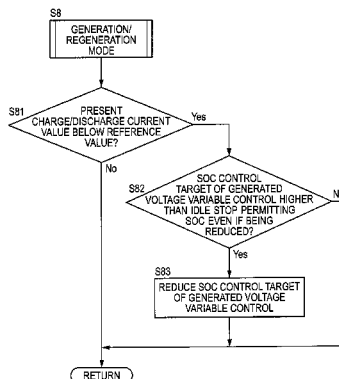 S8
GENERATION/
REGENERATION
MODE
S81
PRESENT
CHARGE/DISCHARGE CURRENT
VALUE BELOW REFERENCE
VALUE?
Yes
No
S82
SOC CONTROL
TARGET OF GENERATED
VOLTAGE VARIABLE CONTROL HIGHER
THAN IDLE STOP PERMITTING
SOC EVEN IF BEING
REDUCED?
N
Yes
S83
REDUCE SOC CONTROL TARGET
OF GENERATED VOLTAGE
VARIABLE CONTROL
RETURN